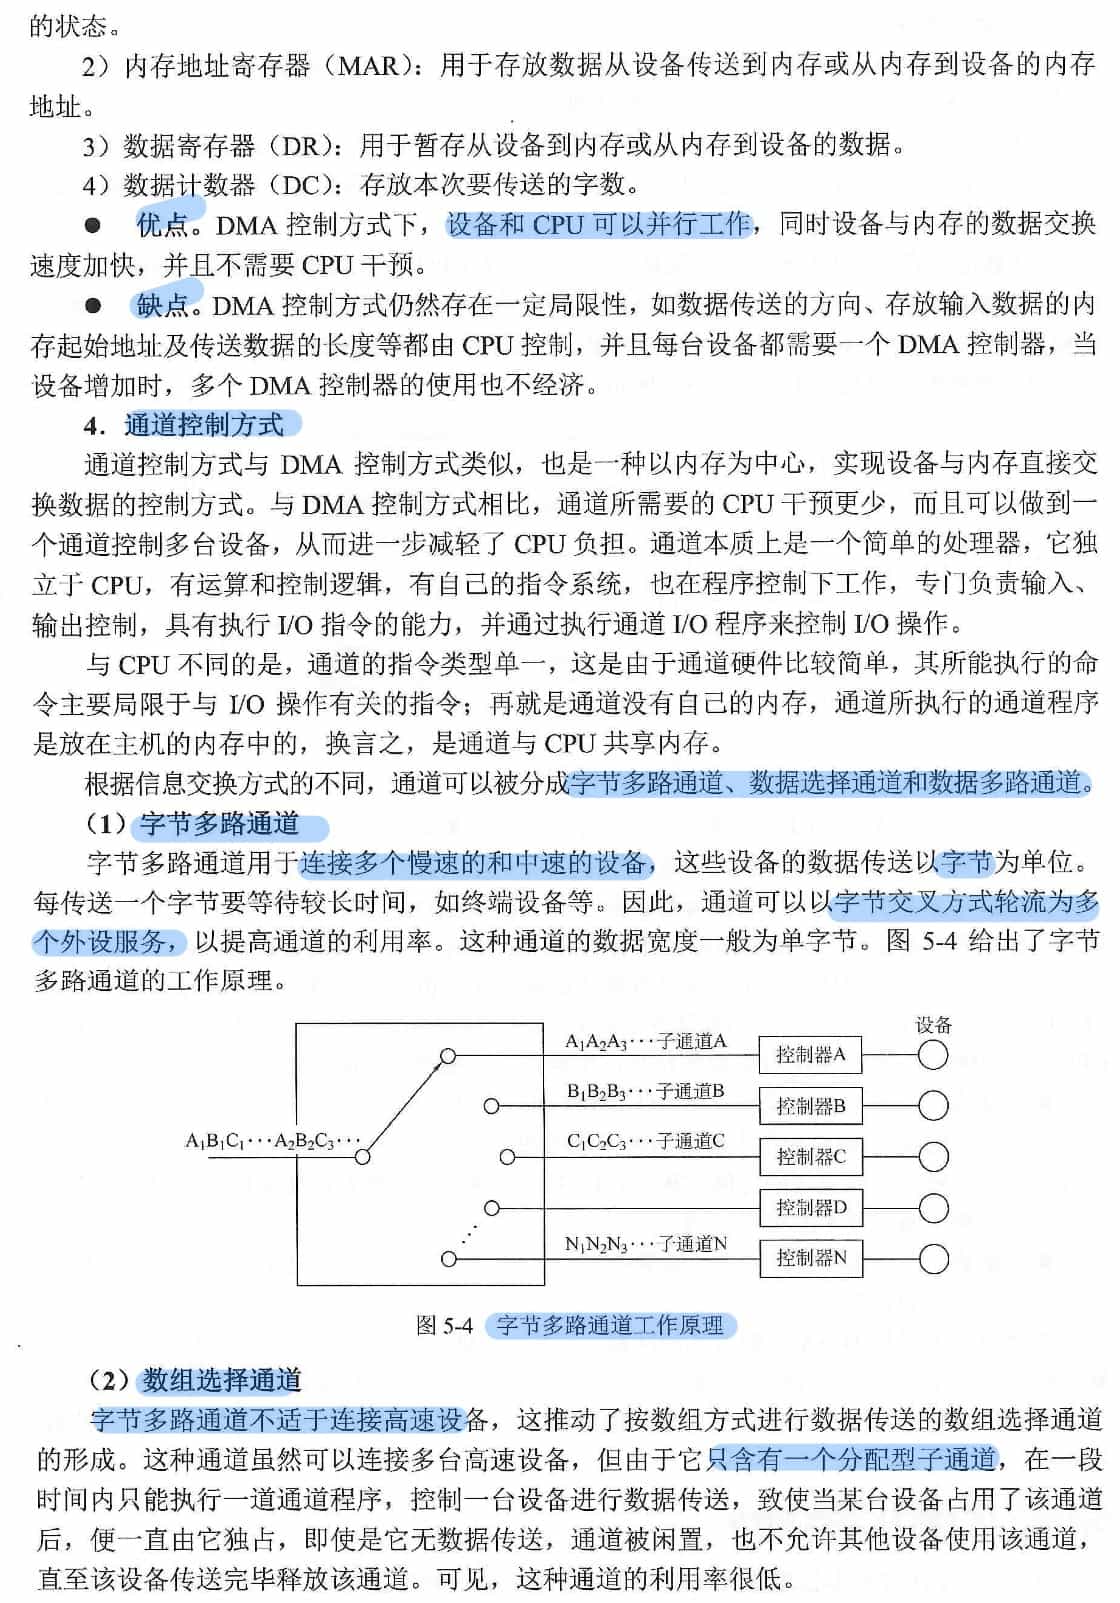 的状态。
2）内存地址寄存器（MAR）：用于存放数据从设备传送到内存或从内存到设备的内存
地址。
3）数据寄存器（DR）：用于暂存从设备到内存或从内存到设备的数据。
4）数据计数器（DC）：存放本次要传送的字数。
● 优点。DMA 控制方式下，设备和 CPU 可以并行工作，同时设备与内存的数据交换
速度加快，并且不需要 CPU 干预。
● 缺点。DMA 控制方式仍然存在一定局限性，如数据传送的方向、存放输入数据的内
存起始地址及传送数据的长度等都由 CPU 控制，并且每台设备都需要一个 DMA 控制器，当
设备增加时，多个 DMA 控制器的使用也不经济。
4．通道控制方式
通道控制方式与 DMA 控制方式类似，也是一种以内存为中心，实现设备与内存直接交
换数据的控制方式。与 DMA 控制方式相比，通道所需要的 CPU 干预更少，而且可以做到一
个通道控制多台设备，从而进一步减轻了 CPU 负担。通道本质上是一个简单的处理器，它独
立于 CPU，有运算和控制逻辑，有自己的指令系统，也在程序控制下工作，专门负责输入、
输出控制，具有执行 I/O 指令的能力，并通过执行通道 I/O 程序来控制 I/O 操作。
与 CPU 不同的是，通道的指令类型单一，这是由于通道硬件比较简单，其所能执行的命
令主要局限于与 I/O 操作有关的指令；再就是通道没有自己的内存，通道所执行的通道程序
是放在主机的内存中的，换言之，是通道与 CPU 共享内存。
根据信息交换方式的不同，通道可以被分成字节多路通道、数据选择通道和数据多路通道。
（1）字节多路通道
字节多路通道用于连接多个慢速的和中速的设备，这些设备的数据传送以字节为单位。
每传送一个字节要等待较长时间，如终端设备等。因此，通道可以以字节交叉方式轮流为多
个外设服务，以提高通道的利用率。这种通道的数据宽度一般为单字节。图 5-4 给出了字节
多路通道的工作原理。
设备
A₁A₂A₃···子通道A
控制器A
B₁B₂B₃···子通道B
控制器B
A₁B₁C₁···A₂B₂C₃···
C₁C₂C₃···子通道C
控制器C
控制器D
N₁N₂N₃···子通道N
控制器N
图 5-4 字节多路通道工作原理
（2）数组选择通道
字节多路通道不适于连接高速设备，这推动了按数组方式进行数据传送的数组选择通道
的形成。这种通道虽然可以连接多台高速设备，但由于它只含有一个分配型子通道，在一段
时间内只能执行一道通道程序，控制一台设备进行数据传送，致使当某台设备占用了该通道
后，便一直由它独占，即使是它无数据传送，通道被闲置，也不允许其他设备使用该通道，
直至该设备传送完毕释放该通道。可见，这种通道的利用率很低。